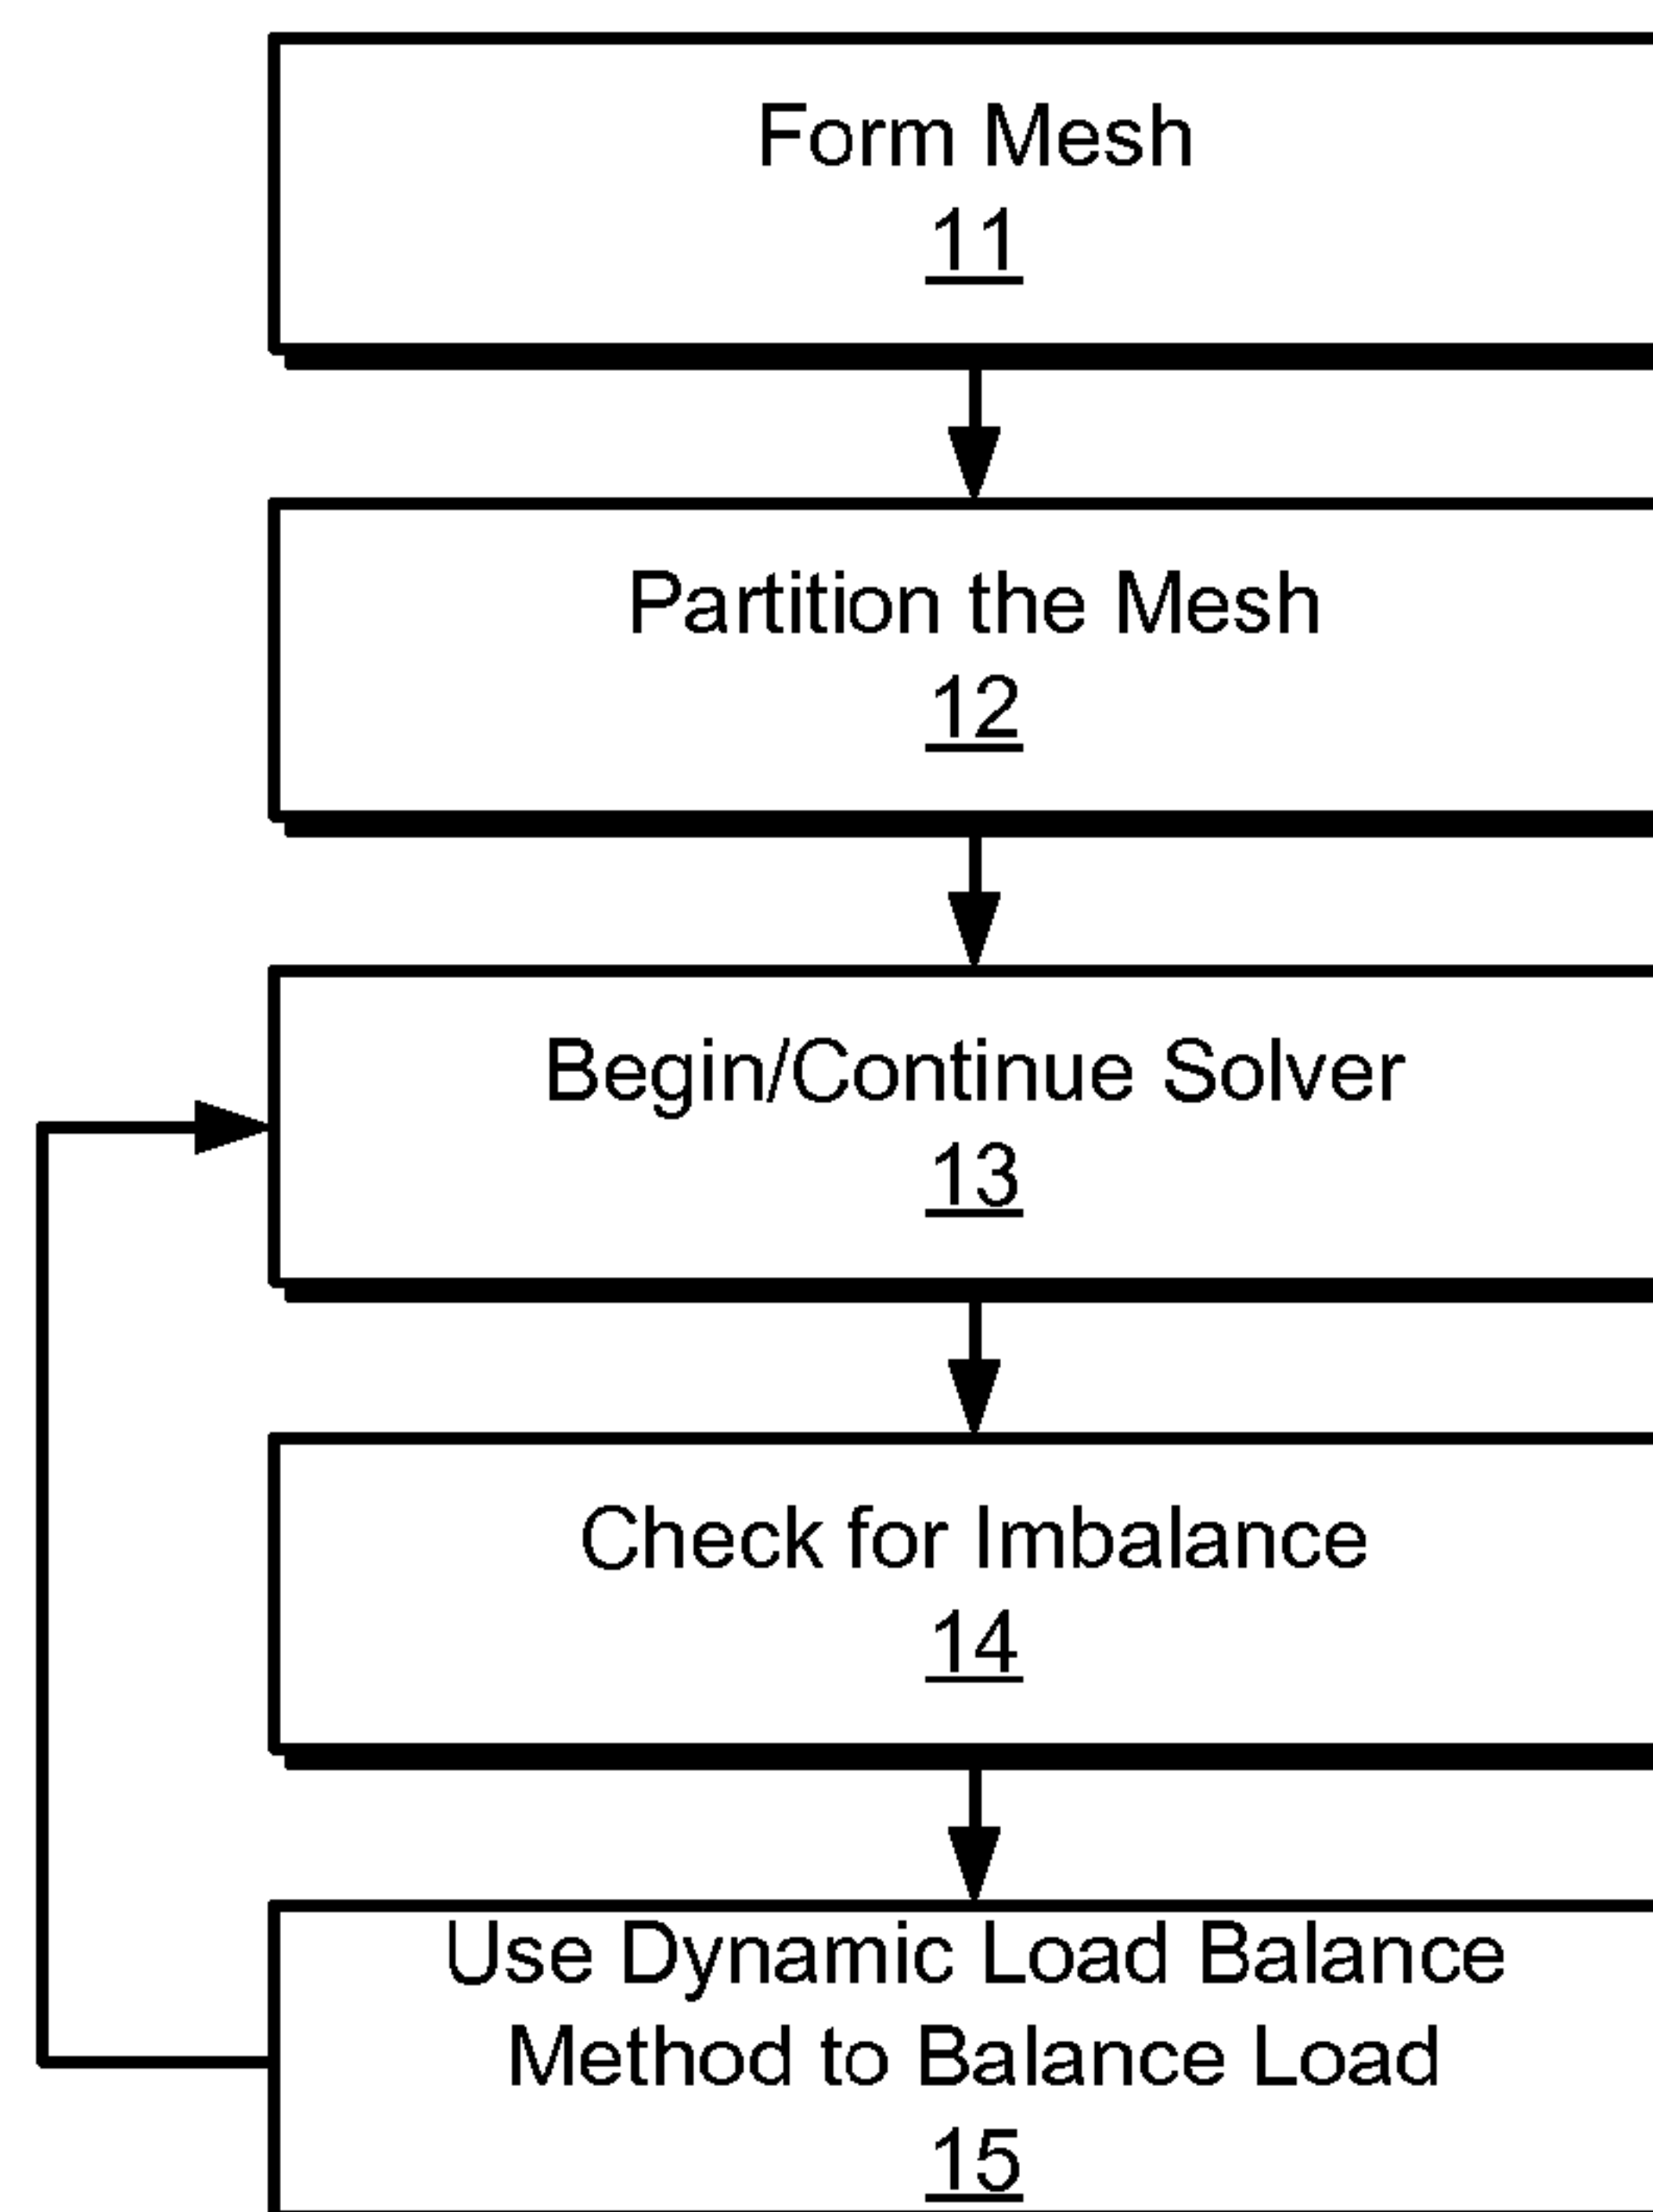 Form Mesh
11
Partition the Mesh
12
Begin/Continue Solver
13
Check for Imbalance
14
Use Dynamic Load Balance
Method to Balance Load
15